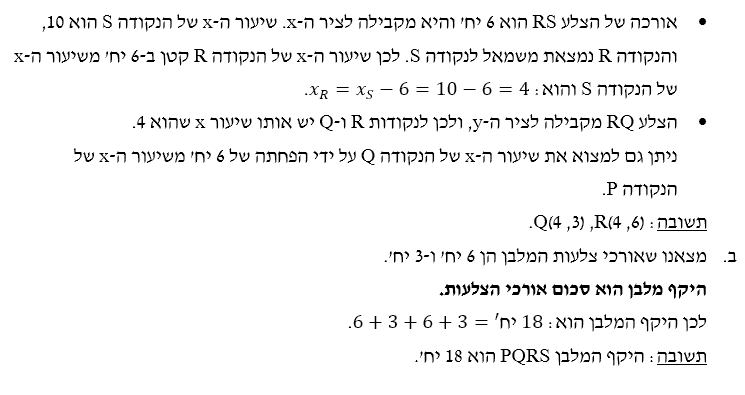 • אורכה של הצלע RS הוא 6 יח' והיא מקבילה לציר ה-x. שיעור ה-x של הנקודה S הוא 10,
והנקודה R נמצאת משמאל לנקודה S. לכן שיעור ה-x של הנקודה R קטן ב-6 יח' משיעור ה-x
של הנקודה S והוא: x_R = x_S − 6 = 10 − 6 = 4.
• הצלע RQ מקבילה לציר ה-y, ולכן לנקודות R ו-Q יש אותו שיעור x שהוא 4.
ניתן גם למצוא את שיעור ה-x של הנקודה Q על ידי הפחתה של 6 יח' משיעור ה-x של
הנקודה P.
תשובה: Q(4 ,3) ,R(4 ,6).
ב. מצאנו שאורכי צלעות המלבן הן 6 יח' ו-3 יח'.
היקף מלבן הוא סכום אורכי הצלעות.
לכן היקף המלבן הוא: 6 + 3 + 6 + 3 = 18 יח'.
תשובה: היקף המלבן PQRS הוא 18 יח'.